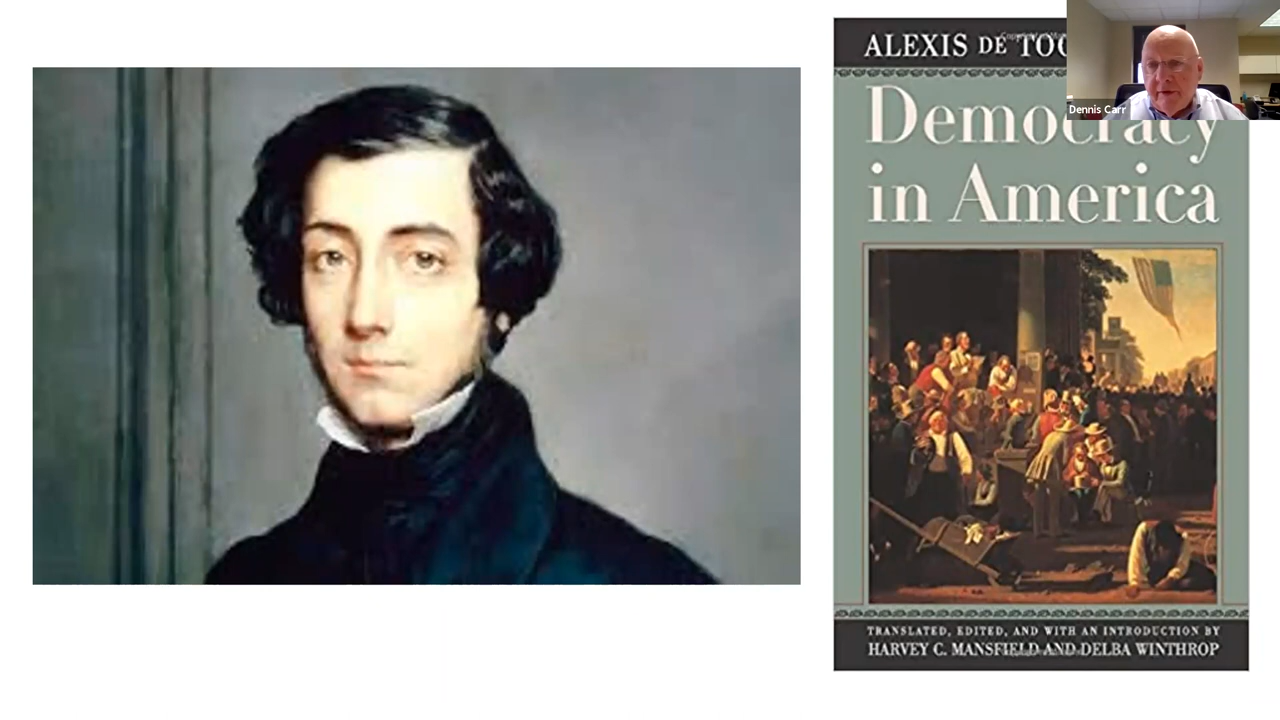 ALEXIS DE TOC
Dennis Carr
Democracy
in America
TRANSLATED, EDITED, AND WITH AN INTRODUCTION BY
HARVEY C. MANSFIELD AND DELBA WINTHROP